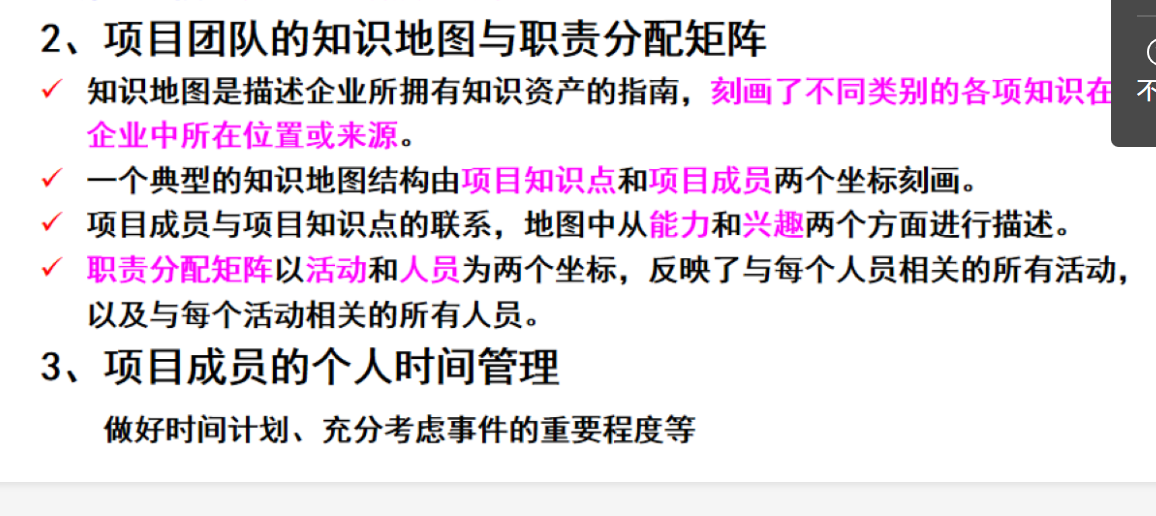 2、项目团队的知识地图与职责分配矩阵
✓ 知识地图是描述企业所拥有知识资产的指南，刻画了不同类别的各项知识在
企业中所在位置或来源。
✓ 一个典型的知识地图结构由项目知识点和项目成员两个坐标刻画。
✓ 项目成员与项目知识点的联系，地图中从能力和兴趣两个方面进行描述。
✓ 职责分配矩阵以活动和人员为两个坐标，反映了与每个人员相关的所有活动，
以及与每个活动相关的所有人员。
3、项目成员的个人时间管理
做好时间计划、充分考虑事件的重要程度等